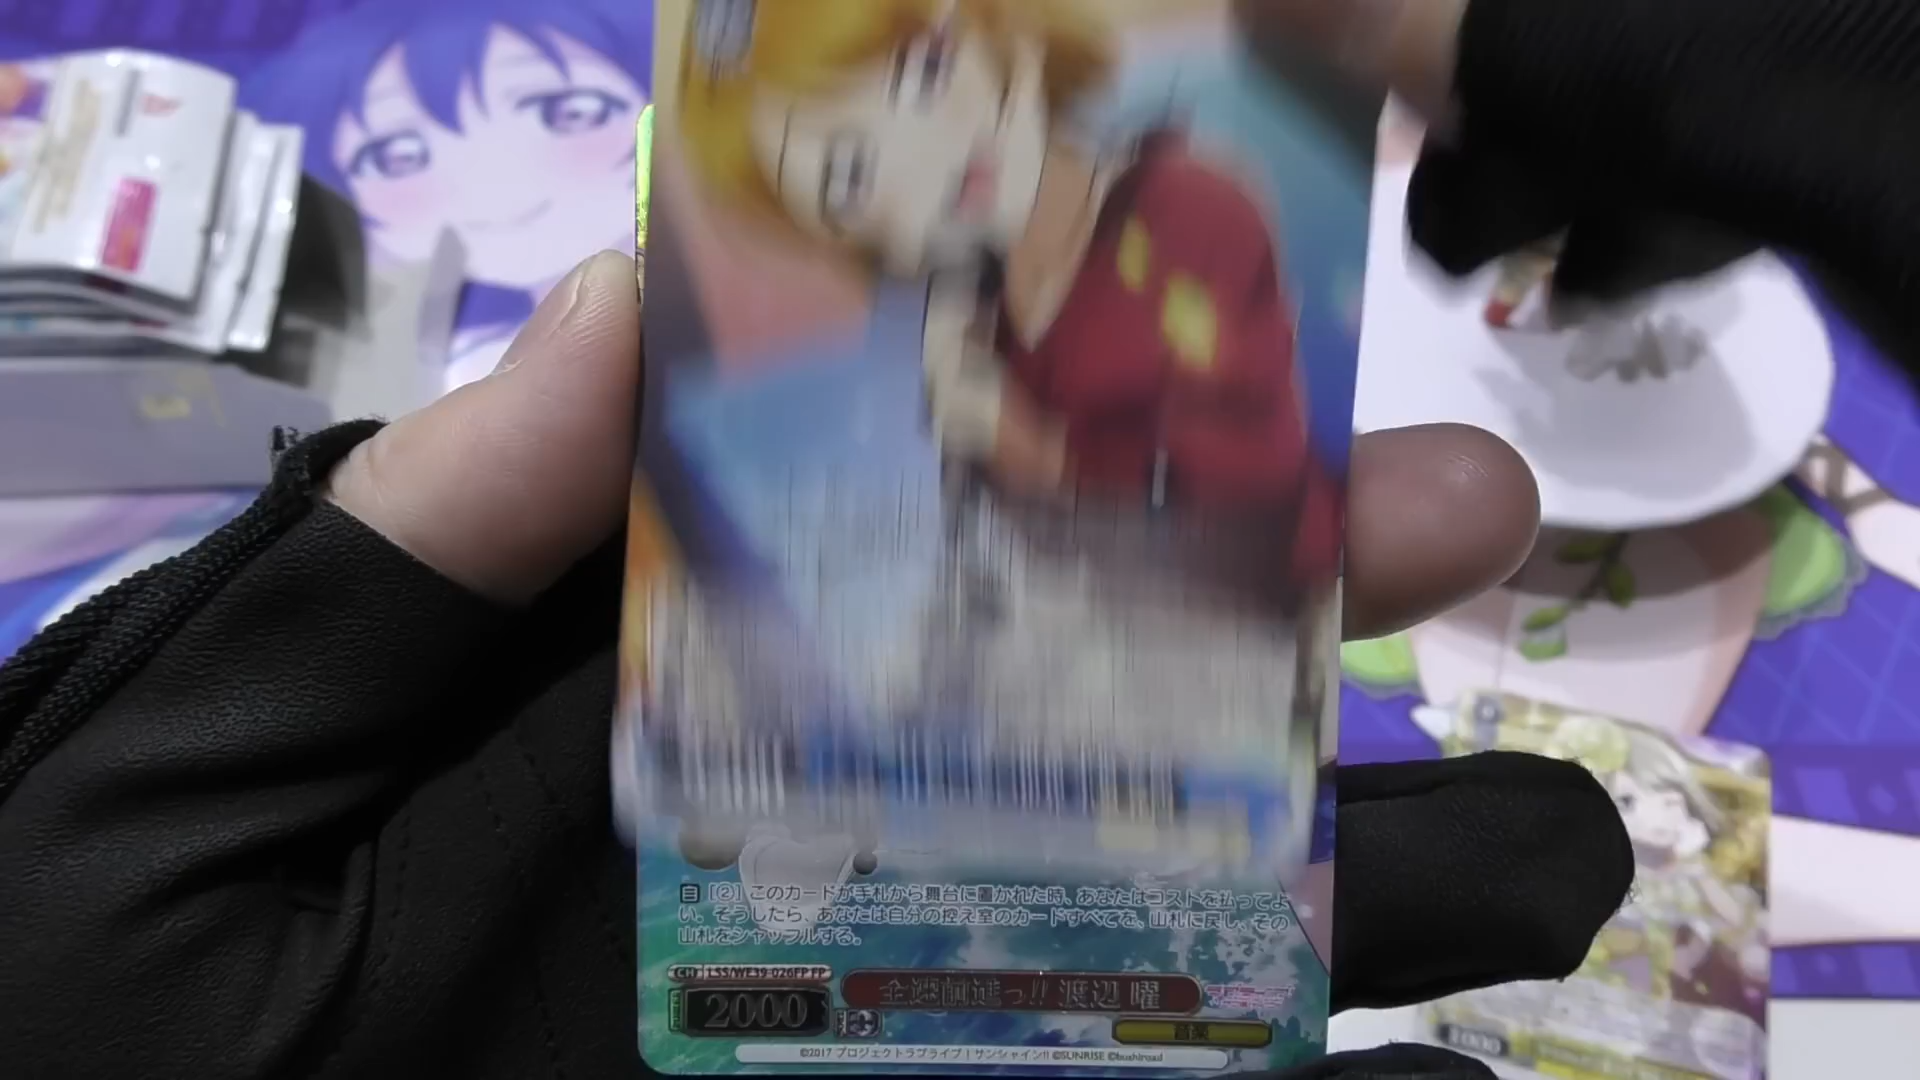 自 [②] このカードが手札から舞台に置かれた時、あなたはコストを払ってよ
い。そうしたら、あなたは自分の控え室のカードすべてを、山札に戻し、その
山札をシャッフルする。
CH LSS/WE39-026FP FP
全速前進っ!! 渡辺 曜
2000
音楽
©2017 プロジェクトラブライブ！サンシャイン!! ©SUNRISE ©bushiroad